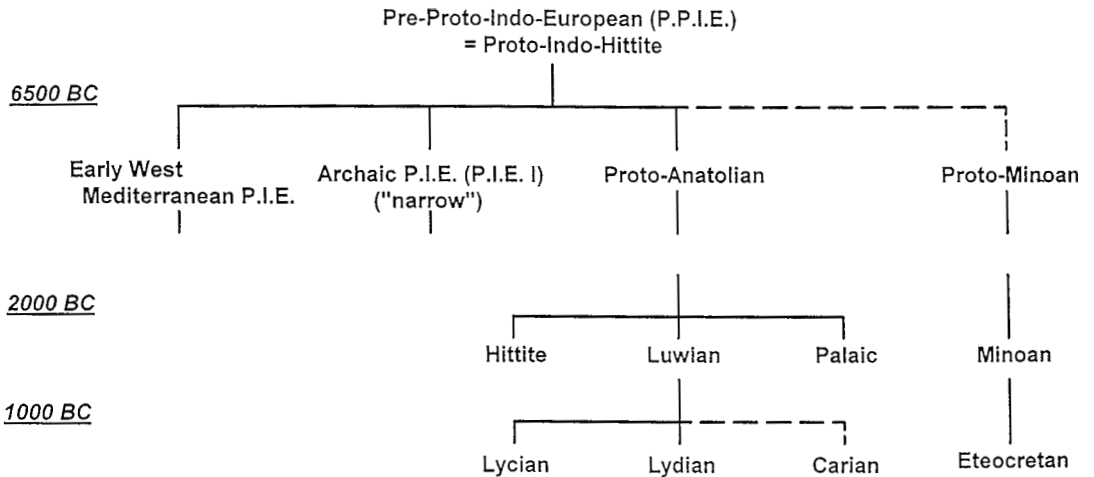 Pre-Proto-Indo-European (P.P.I.E.)
= Proto-Indo-Hittite
6500 BC
Early West
Mediterranean P.I.E.
Archaic P.I.E. (P.I.E. I)
("narrow")
Proto-Anatolian
Proto-Minoan
2000 BC
Hittite Luwian Palaic Minoan
1000 BC
Lycian Lydian Carian Eteocretan